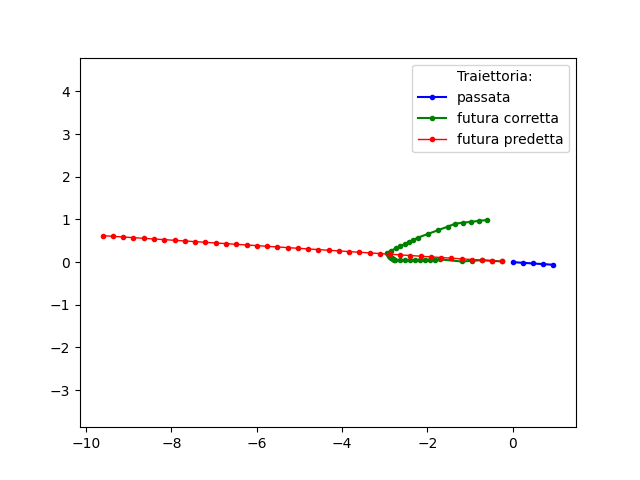 Traiettoria:
passata
futura corretta
futura predetta
4
3
2
1
0
−1
−2
−3
−10 −8 −6 −4 −2 0